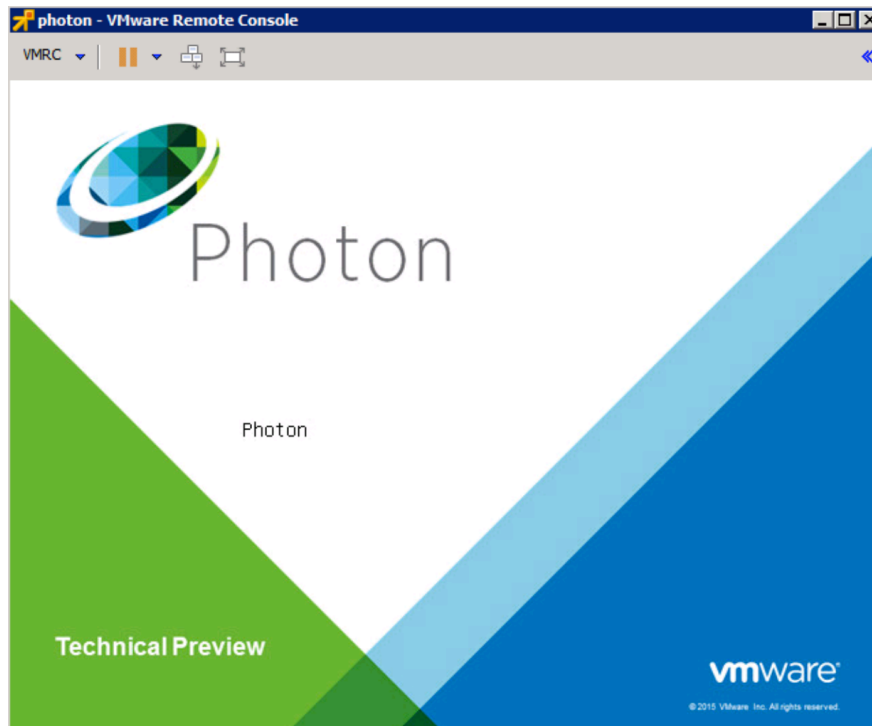 photon - VMware Remote Console
VMRC
Photon
Photon
Technical Preview
vmware
© 2015 VMware Inc. All rights reserved.